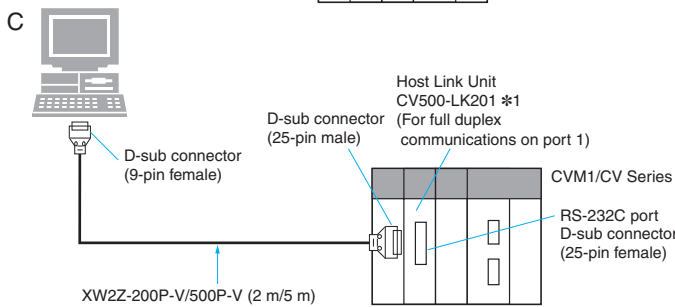 C
Host Link Unit
CV500-LK201 *1
(For full duplex
communications on port 1)
D-sub connector
(25-pin male)
D-sub connector
(9-pin female)
CVM1/CV Series
RS-232C port
D-sub connector
(25-pin female)
XW2Z-200P-V/500P-V (2 m/5 m)